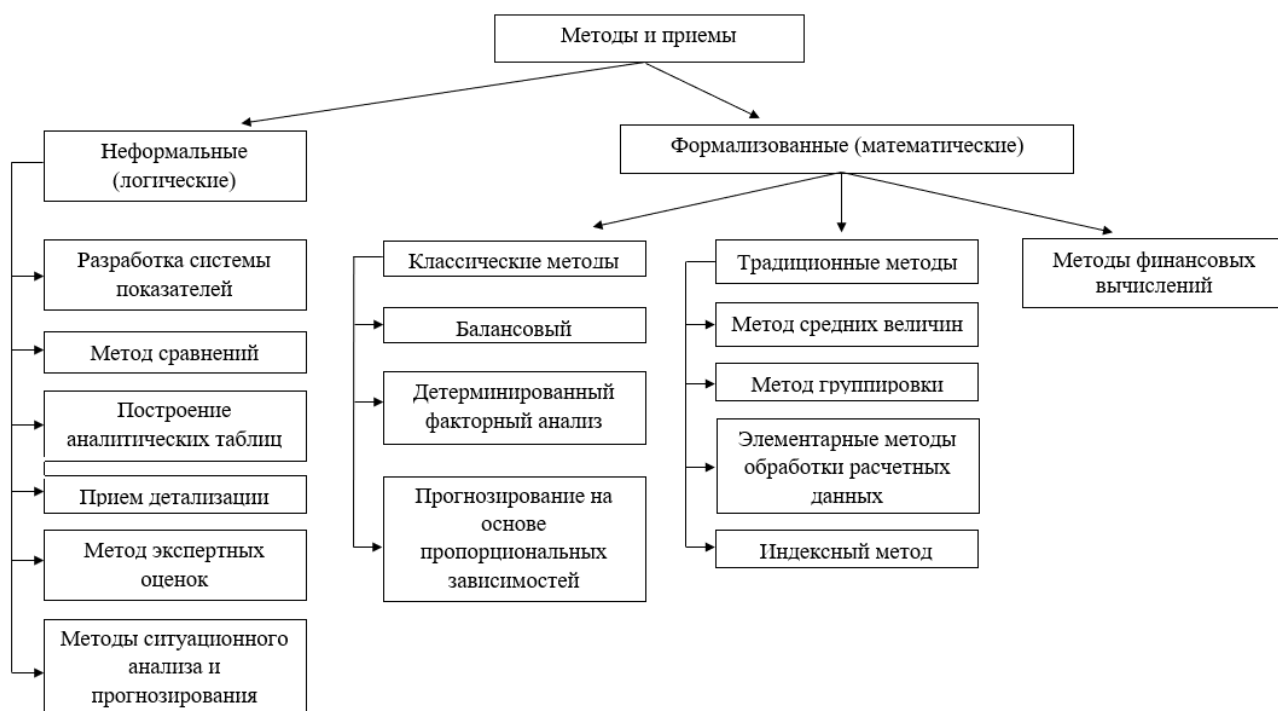 Методы и приемы
Неформальные
(логические)
Формализованные (математические)
Разработка системы
показателей
Метод сравнений
Построение
аналитических таблиц
Прием детализации
Метод экспертных
оценок
Методы ситуационного
анализа и
прогнозирования
Классические методы
Балансовый
Детерминированный
факторный анализ
Прогнозирование на
основе
пропорциональных
зависимостей
Традиционные методы
Метод средних величин
Метод группировки
Элементарные методы
обработки расчетных
данных
Индексный метод
Методы финансовых
вычислений